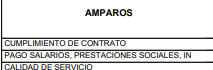 AMPAROS
CUMPLIMIENTO DE CONTRATO
PAGO SALARIOS, PRESTACIONES SOCIALES, IN
CALIDAD DE SERVICIO